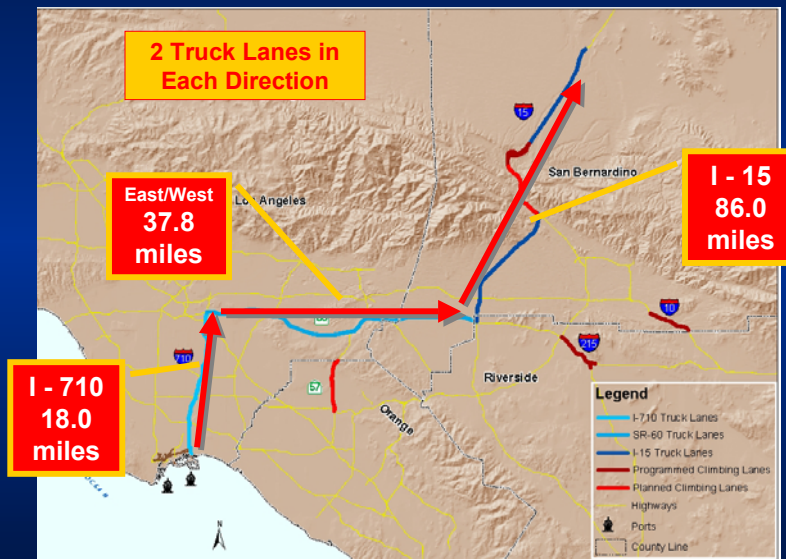 2 Truck Lanes in
Each Direction
15
San Bernardino
East/West
37.8
miles
Los Angeles
I - 15
86.0
miles
60
10
710
215
57
I - 710
18.0
miles
Riverside
Orange
Legend
I-710 Truck Lanes
SR-60 Truck Lanes
I-15 Truck Lanes
Programmed Climbing Lanes
Planned Climbing Lanes
Highways
Ports
County Line
N